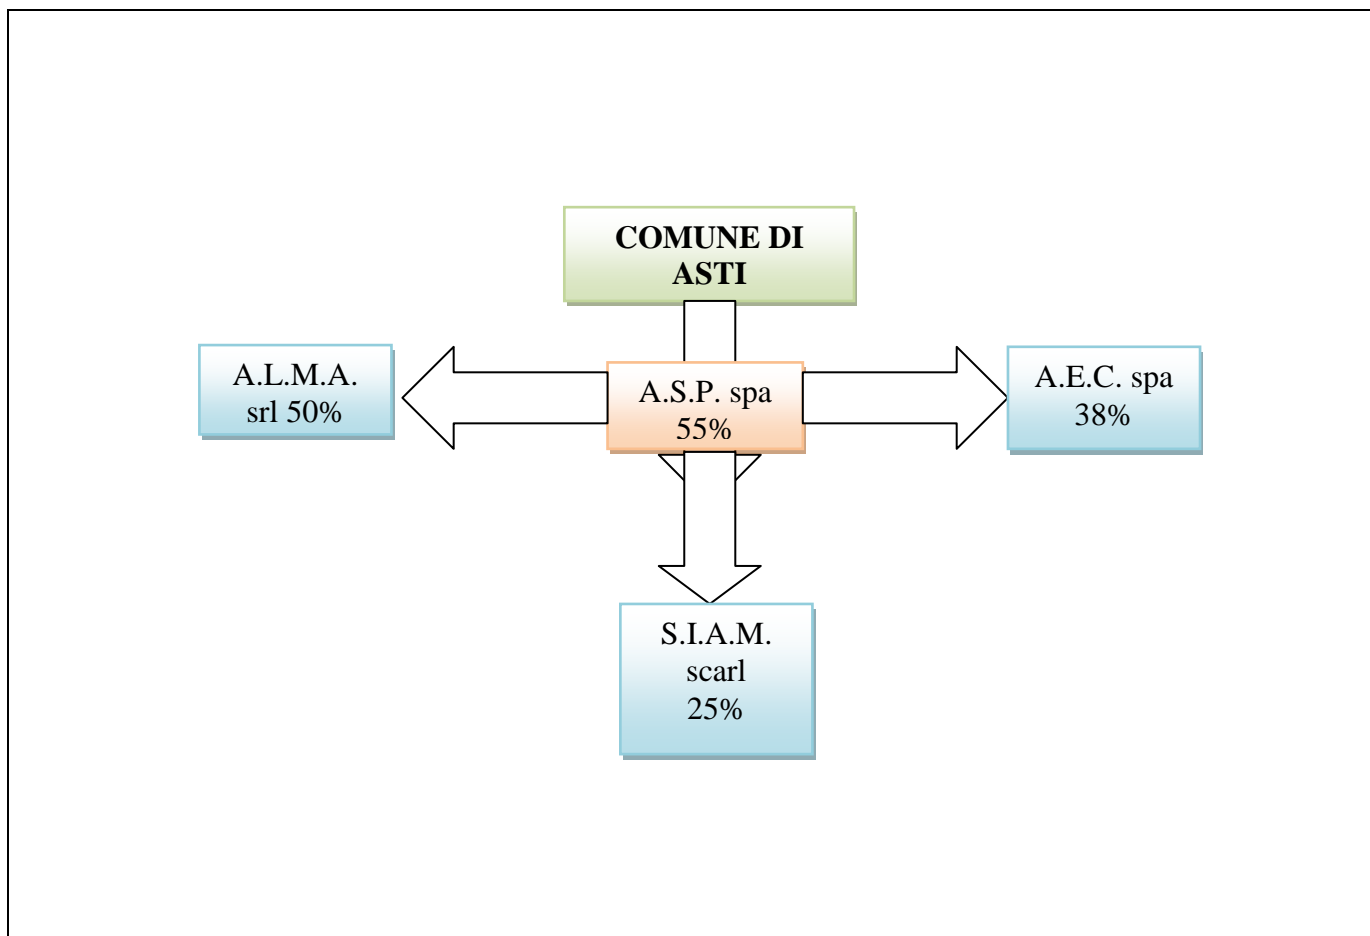 COMUNE DI
ASTI
A.L.M.A.
srl 50%
A.S.P. spa
55%
A.E.C. spa
38%
S.I.A.M.
scarl
25%